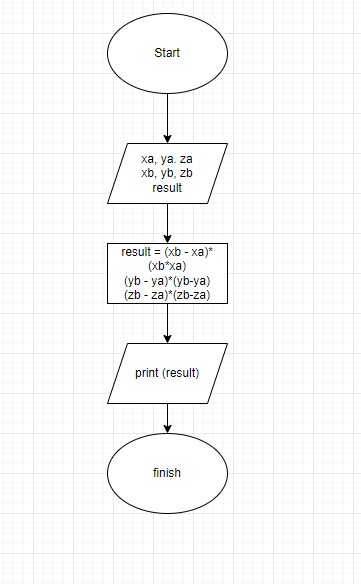 Start
xa, ya. za
xb, yb, zb
result
result = (xb - xa)*
(xb*xa)
(yb - ya)*(yb-ya)
(zb - za)*(zb-za)
print (result)
finish